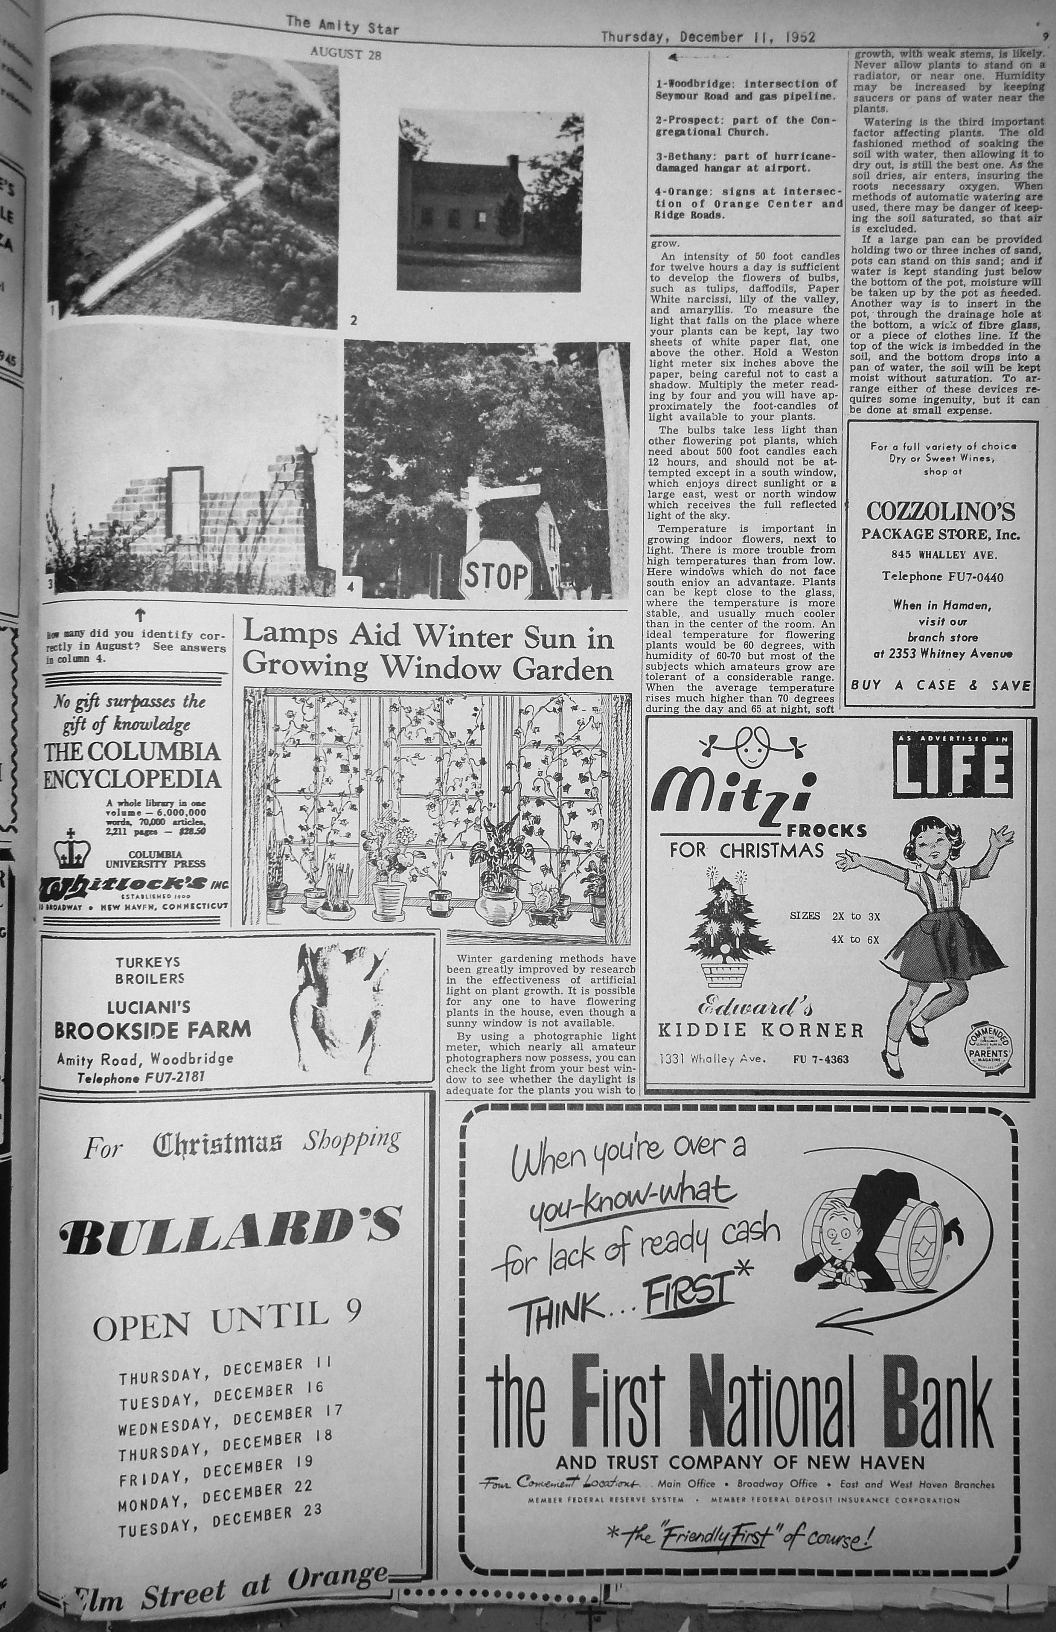 The Amity Star
Thursday, December 11, 1952
9
AUGUST 28
1
2
3
4
STOP
How many did you identify cor-
rectly in August? See answers
in column 4.
1-Woodbridge: intersection of
Seymour Road and gas pipeline.
2-Prospect: part of the Con-
gregational Church.
3-Bethany: part of hurricane-
damaged hangar at airport.
4-Orange: signs at intersec-
tion of Orange Center and
Ridge Roads.
No gift surpasses the
gift of knowledge
THE COLUMBIA
ENCYCLOPEDIA
A whole library in one
volume — 6,000,000
words, 70,000 articles,
2,211 pages — $28.50
COLUMBIA
UNIVERSITY PRESS
Whitlock's INC.
ESTABLISHED 1900
BROADWAY • NEW HAVEN, CONNECTICUT
Lamps Aid Winter Sun in
Growing Window Garden
Winter gardening methods have
been greatly improved by research
in the effectiveness of artificial
light on plant growth. It is possible
for any one to have flowering
plants in the house, even though a
sunny window is not available.
By using a photographic light
meter, which nearly all amateur
photographers now possess, you can
check the light from your best win-
dow to see whether the daylight is
adequate for the plants you wish to
grow.
An intensity of 50 foot candles
for twelve hours a day is sufficient
to develop the flowers of bulbs,
such as tulips, daffodils, Paper
White narcissi, lily of the valley,
and amaryllis. To measure the
light that falls on the place where
your plants can be kept, lay two
sheets of white paper flat, one
above the other. Hold a Weston
light meter six inches above the
paper, being careful not to cast a
shadow. Multiply the meter read-
ing by four and you will have ap-
proximately the foot-candles of
light available to your plants.
The bulbs take less light than
other flowering pot plants, which
need about 500 foot candles each
12 hours, and should not be at-
tempted except in a south window,
which enjoys direct sunlight or a
large east, west or north window
which receives the full reflected
light of the sky.
Temperature is important in
growing indoor flowers, next to
light. There is more trouble from
high temperatures than from low.
Here windows which do not face
south enjoy an advantage. Plants
can be kept close to the glass,
where the temperature is more
stable, and usually much cooler
than in the center of the room. An
ideal temperature for flowering
plants would be 60 degrees, with
humidity of 60-70 but most of the
subjects which amateurs grow are
tolerant of a considerable range.
When the average temperature
rises much higher than 70 degrees
during the day and 65 at night, soft
growth, with weak stems, is likely.
Never allow plants to stand on a
radiator, or near one. Humidity
may be increased by keeping
saucers or pans of water near the
plants.
Watering is the third important
factor affecting plants. The old
fashioned method of soaking the
soil with water, then allowing it to
dry out, is still the best one. As the
soil dries, air enters, insuring the
roots necessary oxygen. When
methods of automatic watering are
used, there may be danger of keep-
ing the soil saturated, so that air
is excluded.
If a large pan can be provided
holding two or three inches of sand,
pots can stand on this sand; and if
water is kept standing just below
the bottom of the pot, moisture will
be taken up by the pot as needed.
Another way is to insert in the
pot, through the drainage hole at
the bottom, a wick of fibre glass,
or a piece of clothes line. If the
top of the wick is imbedded in the
soil, and the bottom drops into a
pan of water, the soil will be kept
moist without saturation. To ar-
range either of these devices re-
quires some ingenuity, but it can
be done at small expense.
For a full variety of choice
Dry or Sweet Wines,
shop at
COZZOLINO'S
PACKAGE STORE, Inc.
845 WHALLEY AVE.
Telephone FU7-0440
When in Hamden,
visit our
branch store
at 2353 Whitney Avenue
BUY A CASE & SAVE
Mitzi
FROCKS
FOR CHRISTMAS
AS ADVERTISED IN
LIFE
SIZES 2X to 3X
4X to 6X
Edward's
KIDDIE KORNER
1331 Whalley Ave. FU 7-4363
COMMENDED
PARENTS'
MAGAZINE
TURKEYS
BROILERS
LUCIANI'S
BROOKSIDE FARM
Amity Road, Woodbridge
Telephone FU7-2181
For Christmas Shopping
BULLARD'S
OPEN UNTIL 9
THURSDAY, DECEMBER 11
TUESDAY, DECEMBER 16
WEDNESDAY, DECEMBER 17
THURSDAY, DECEMBER 18
FRIDAY, DECEMBER 19
MONDAY, DECEMBER 22
TUESDAY, DECEMBER 23
Elm Street at Orange
When you're over a
you-know-what
for lack of ready cash
THINK... FIRST*
the First National Bank
AND TRUST COMPANY OF NEW HAVEN
Four Convenient Locations... Main Office • Broadway Office • East and West Haven Branches
MEMBER FEDERAL RESERVE SYSTEM • MEMBER FEDERAL DEPOSIT INSURANCE CORPORATION
*the "Friendly First" of course!